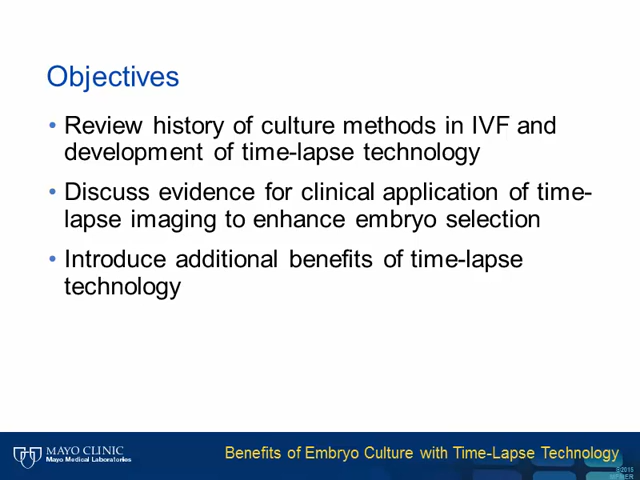 Objectives
• Review history of culture methods in IVF and
development of time-lapse technology
• Discuss evidence for clinical application of time-
lapse imaging to enhance embryo selection
• Introduce additional benefits of time-lapse
technology
MAYO CLINIC
Mayo Medical Laboratories
Benefits of Embryo Culture with Time-Lapse Technology